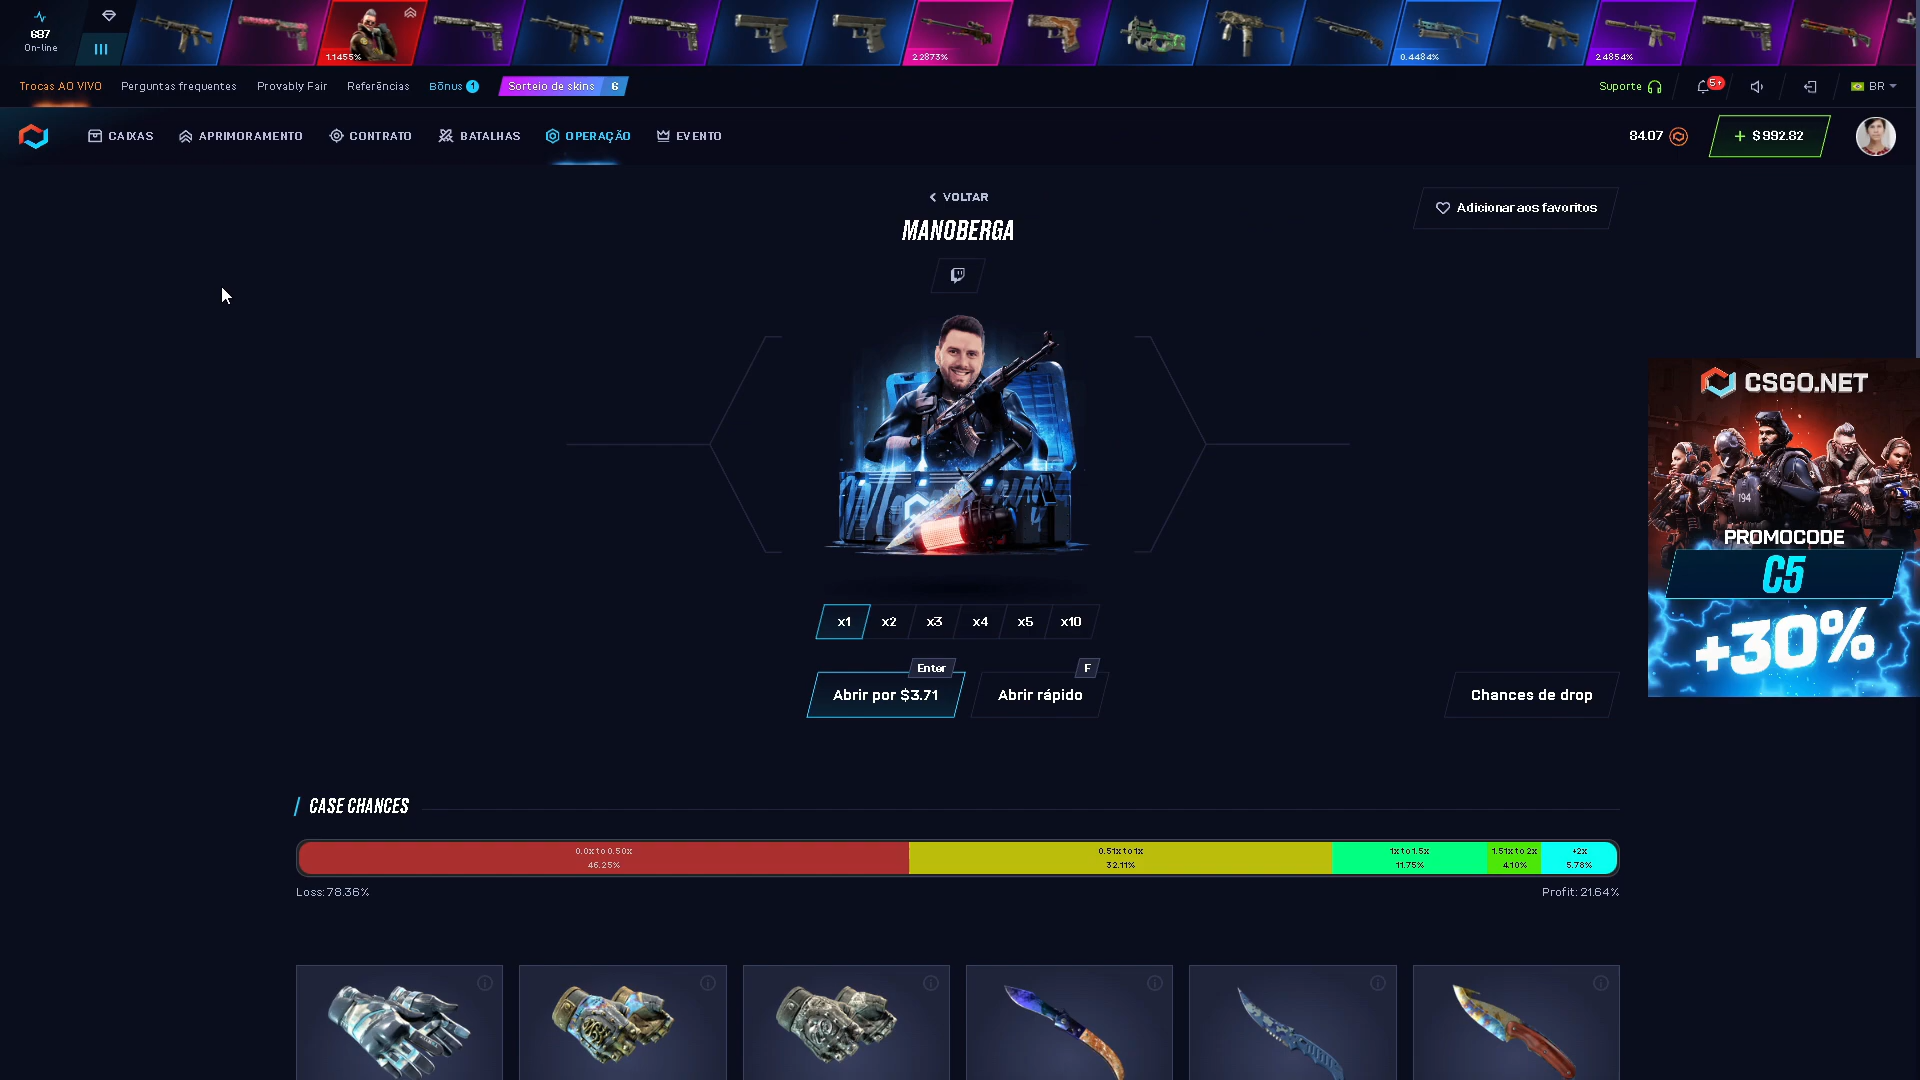 687
On-line
1.1455%
2.2873%
0.4484%
2.4854%
Trocas AO VIVO
Perguntas frequentes
Provably Fair
Referências
Bônus 1
Sorteio de skins 6
Suporte
5+
BR
CAIXAS
APRIMORAMENTO
CONTRATO
BATALHAS
OPERAÇÃO
EVENTO
84.07
+ $ 992.82
VOLTAR
MANOBERGA
Adicionar aos favoritos
CSGO.NET
194
PROMOCODE
C5
+30%
x1
x2
x3
x4
x5
x10
Enter
F
Abrir por $3.71
Abrir rápido
Chances de drop
CASE CHANCES
0.0x to 0.50x
46.25%
0.51x to 1x
32.11%
1x to 1.5x
11.75%
1.51x to 2x
4.10%
+2x
5.78%
Loss: 78.36%
Profit: 21.64%